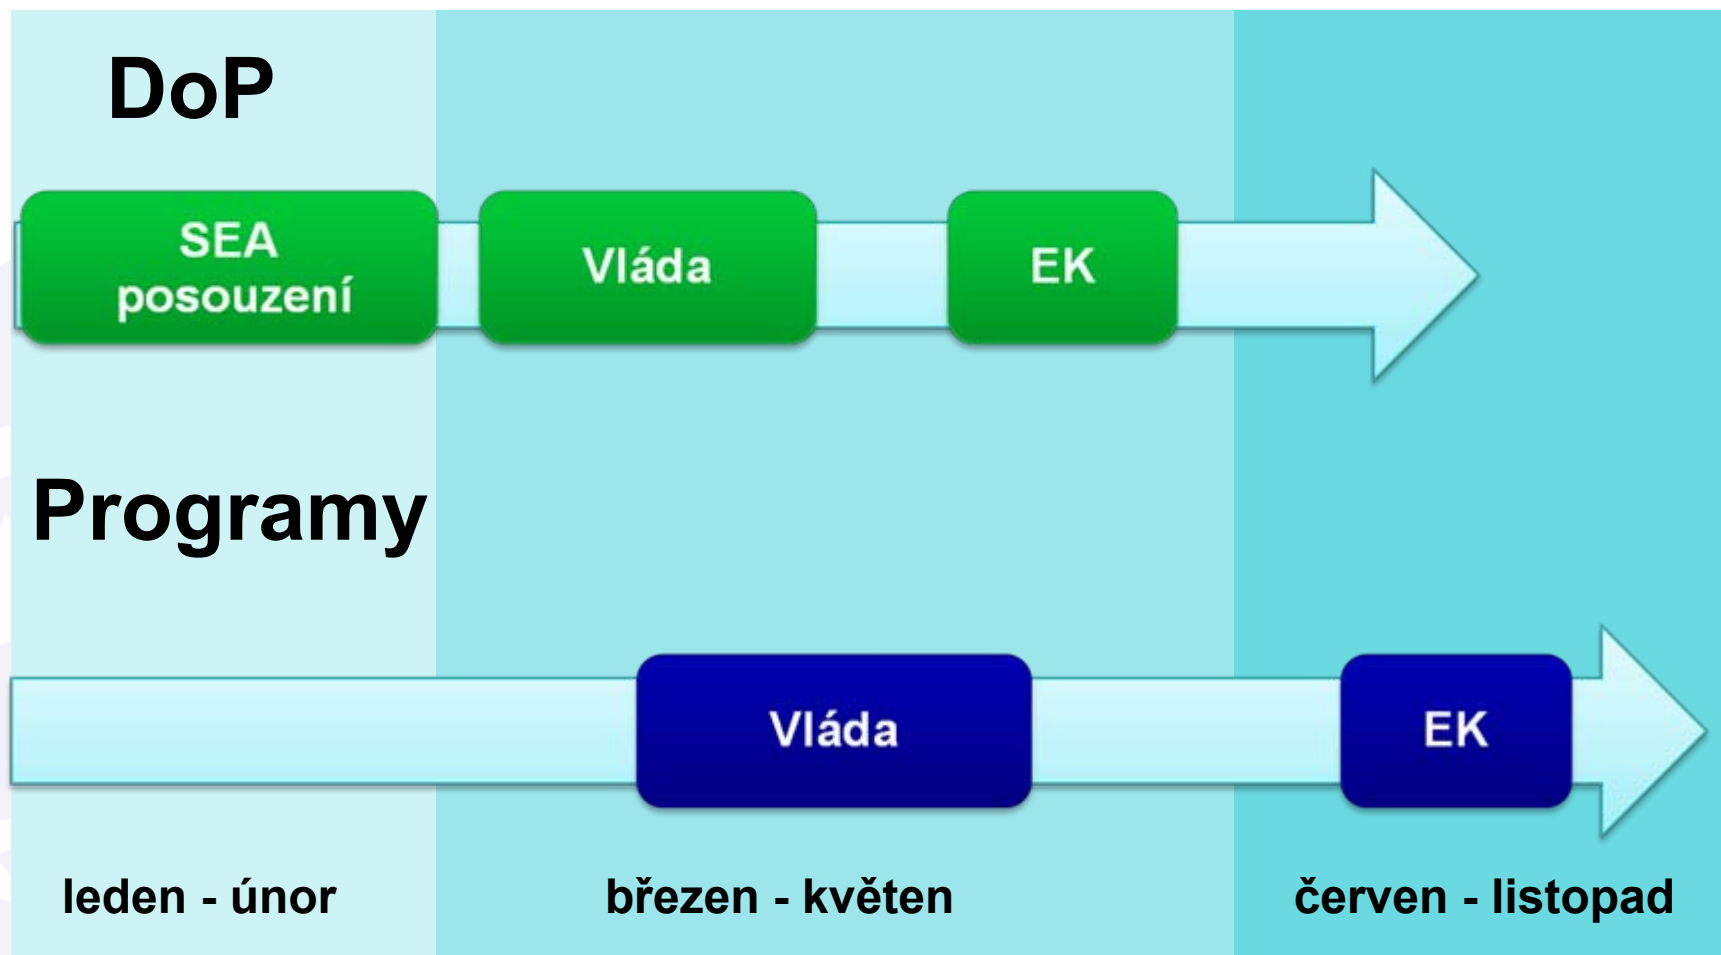 DoP
SEA
posouzení
Vláda
EK
Programy
Vláda
EK
leden - únor
březen - květen
červen - listopad